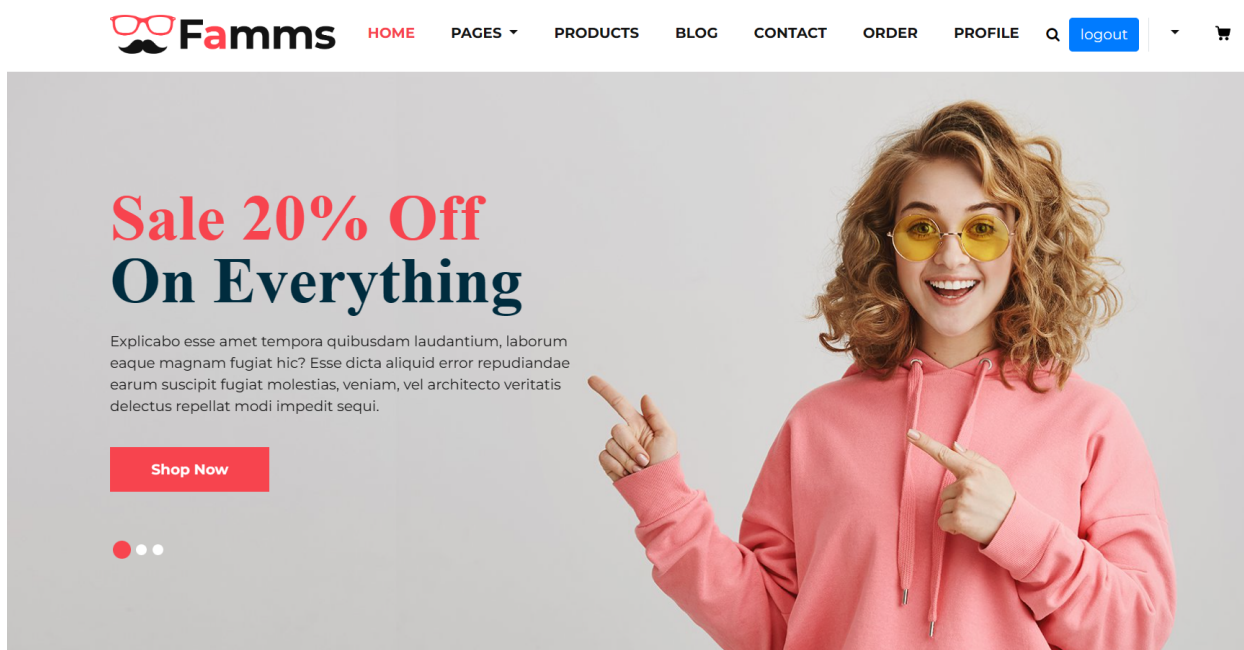 Famms
HOME PAGES PRODUCTS BLOG CONTACT ORDER PROFILE logout
Sale 20% Off
On Everything
Explicabo esse amet tempora quibusdam laudantium, laborum
eaque magnam fugiat hic? Esse dicta aliquid error repudiandae
earum suscipit fugiat molestias, veniam, vel architecto veritatis
delectus repellat modi impedit sequi.
Shop Now